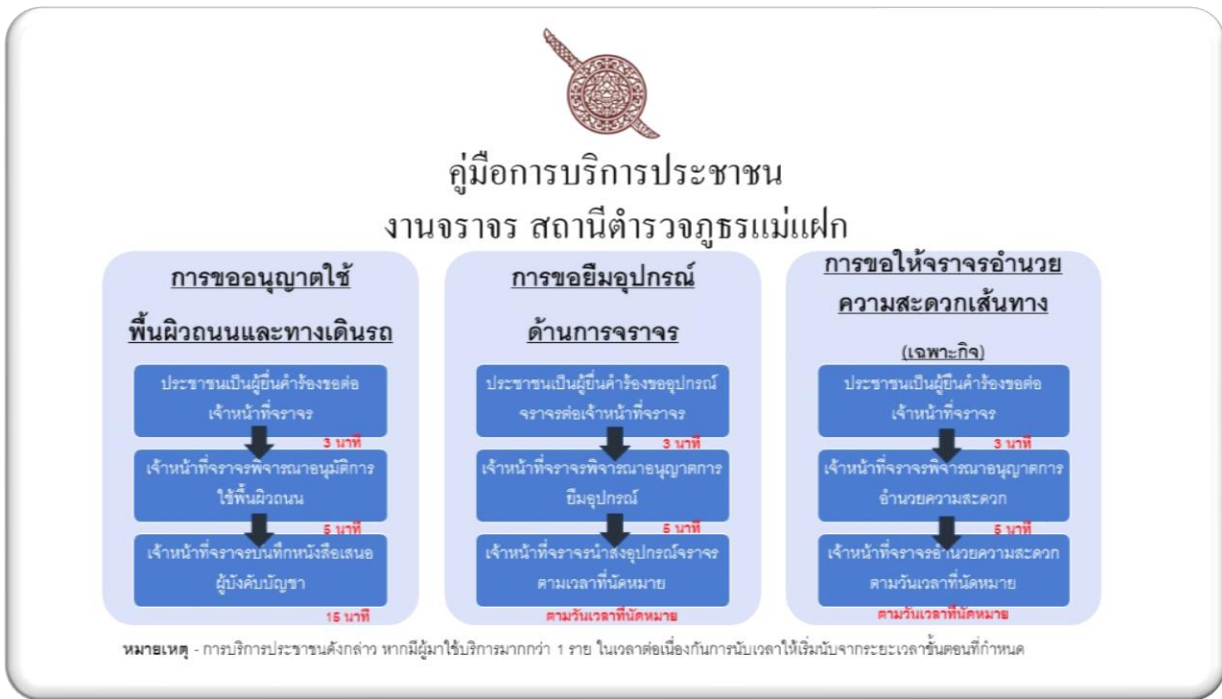 คู่มือการบริการประชาชน
งานจราจร สถานีตำรวจภูธรแม่แฝก
การขออนุญาตใช้
พื้นผิวถนนและทางเดินรถ
ประชาชนเป็นผู้ยื่นคำร้องขอต่อ
เจ้าหน้าที่จราจร
3 นาที
เจ้าหน้าที่จราจรพิจารณาอนุมัติการ
ใช้พื้นผิวถนน
5 นาที
เจ้าหน้าที่จราจรบันทึกหนังสือเสนอ
ผู้บังคับบัญชา
15 นาที
การขอยืมอุปกรณ์
ด้านการจราจร
ประชาชนเป็นผู้ยื่นคำร้องขออุปกรณ์
จราจรต่อเจ้าหน้าที่จราจร
3 นาที
เจ้าหน้าที่จราจรพิจารณาอนุญาตการ
ยืมอุปกรณ์
5 นาที
เจ้าหน้าที่จราจรนำส่งอุปกรณ์จราจร
ตามเวลาที่นัดหมาย
ตามวันเวลาที่นัดหมาย
การขอให้จราจรอำนวย
ความสะดวกเส้นทาง
(เฉพาะกิจ)
ประชาชนเป็นผู้ยื่นคำร้องขอต่อ
เจ้าหน้าที่จราจร
3 นาที
เจ้าหน้าที่จราจรพิจารณาอนุญาตการ
อำนวยความสะดวก
5 นาที
เจ้าหน้าที่จราจรอำนวยความสะดวก
ตามวันเวลาที่นัดหมาย
ตามวันเวลาที่นัดหมาย
หมายเหตุ - การบริการประชาชนดังกล่าว หากมีผู้มาใช้บริการมากกว่า 1 ราย ในเวลาต่อเนื่องกันการนับเวลาให้เริ่มนับจากระยะเวลาขั้นตอนที่กำหนด